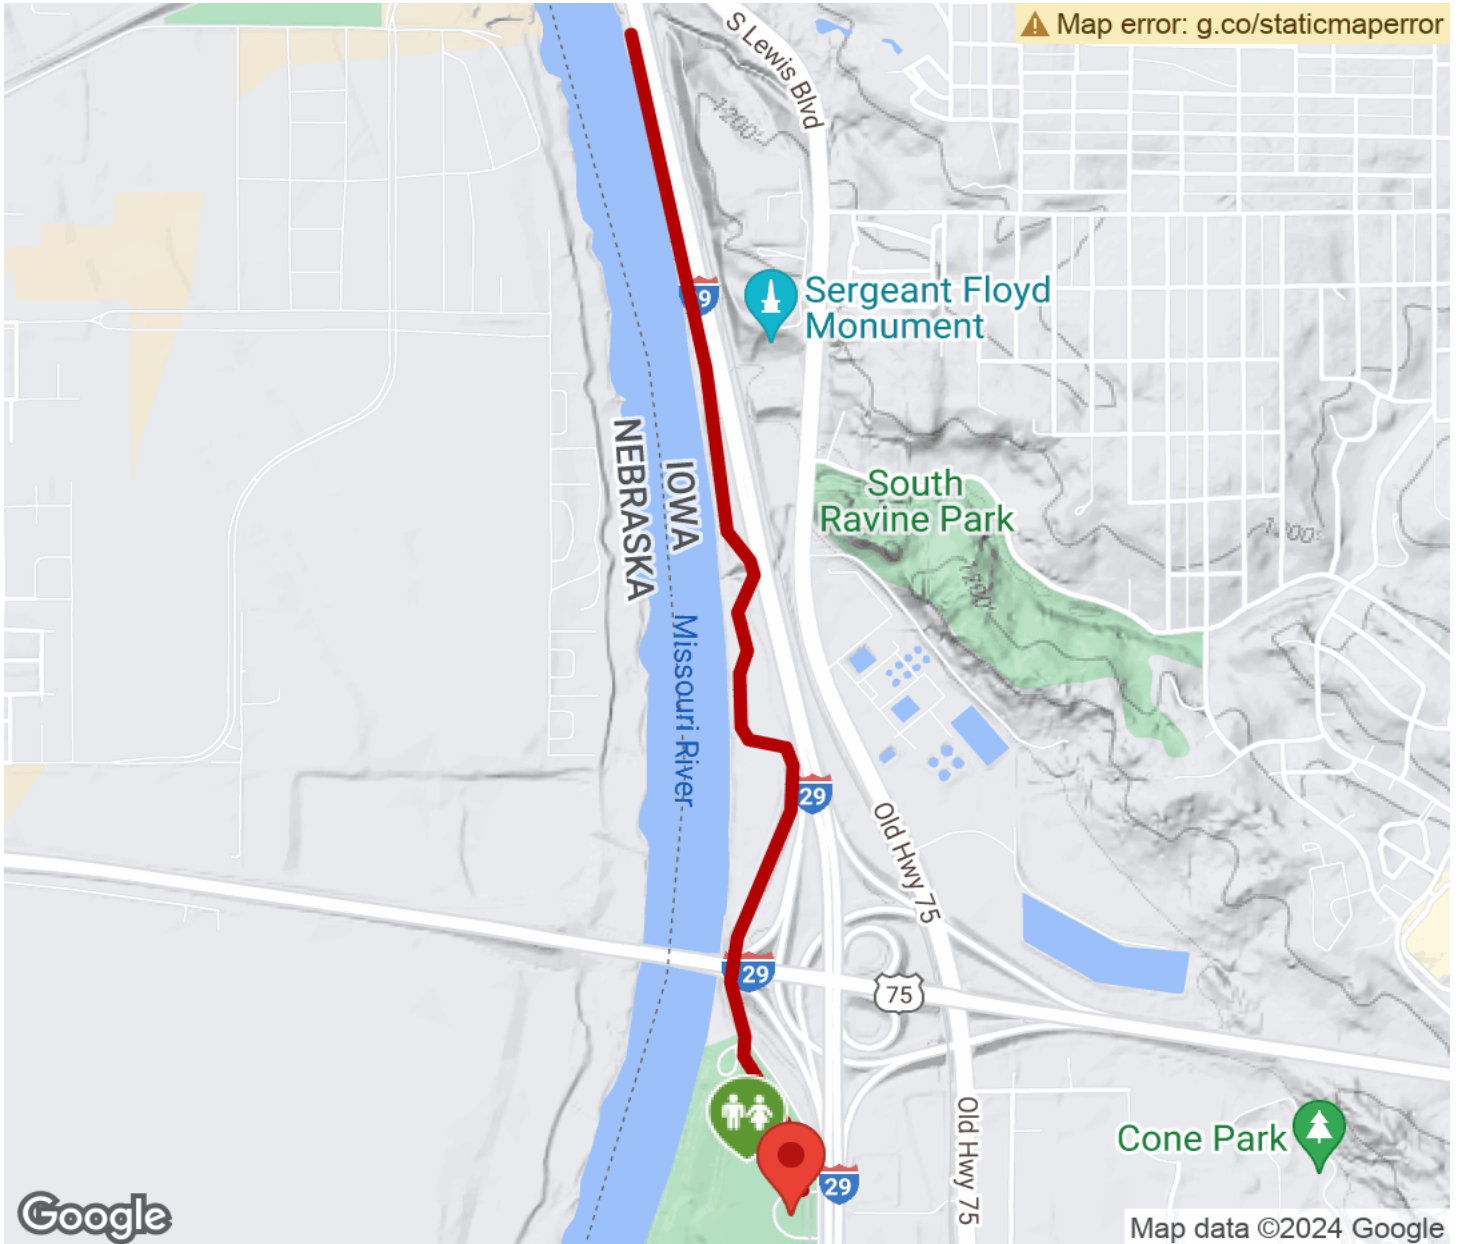 Map error: g.co/staticmaperror
S Lewis Blvd
1200'
Sergeant Floyd
Monument
NEBRASKA
IOWA
South
Ravine Park
1200'
Missouri River
29
Old Hwy 75
29
75
Old Hwy 75
Cone Park
29
Google
Map data ©2024 Google